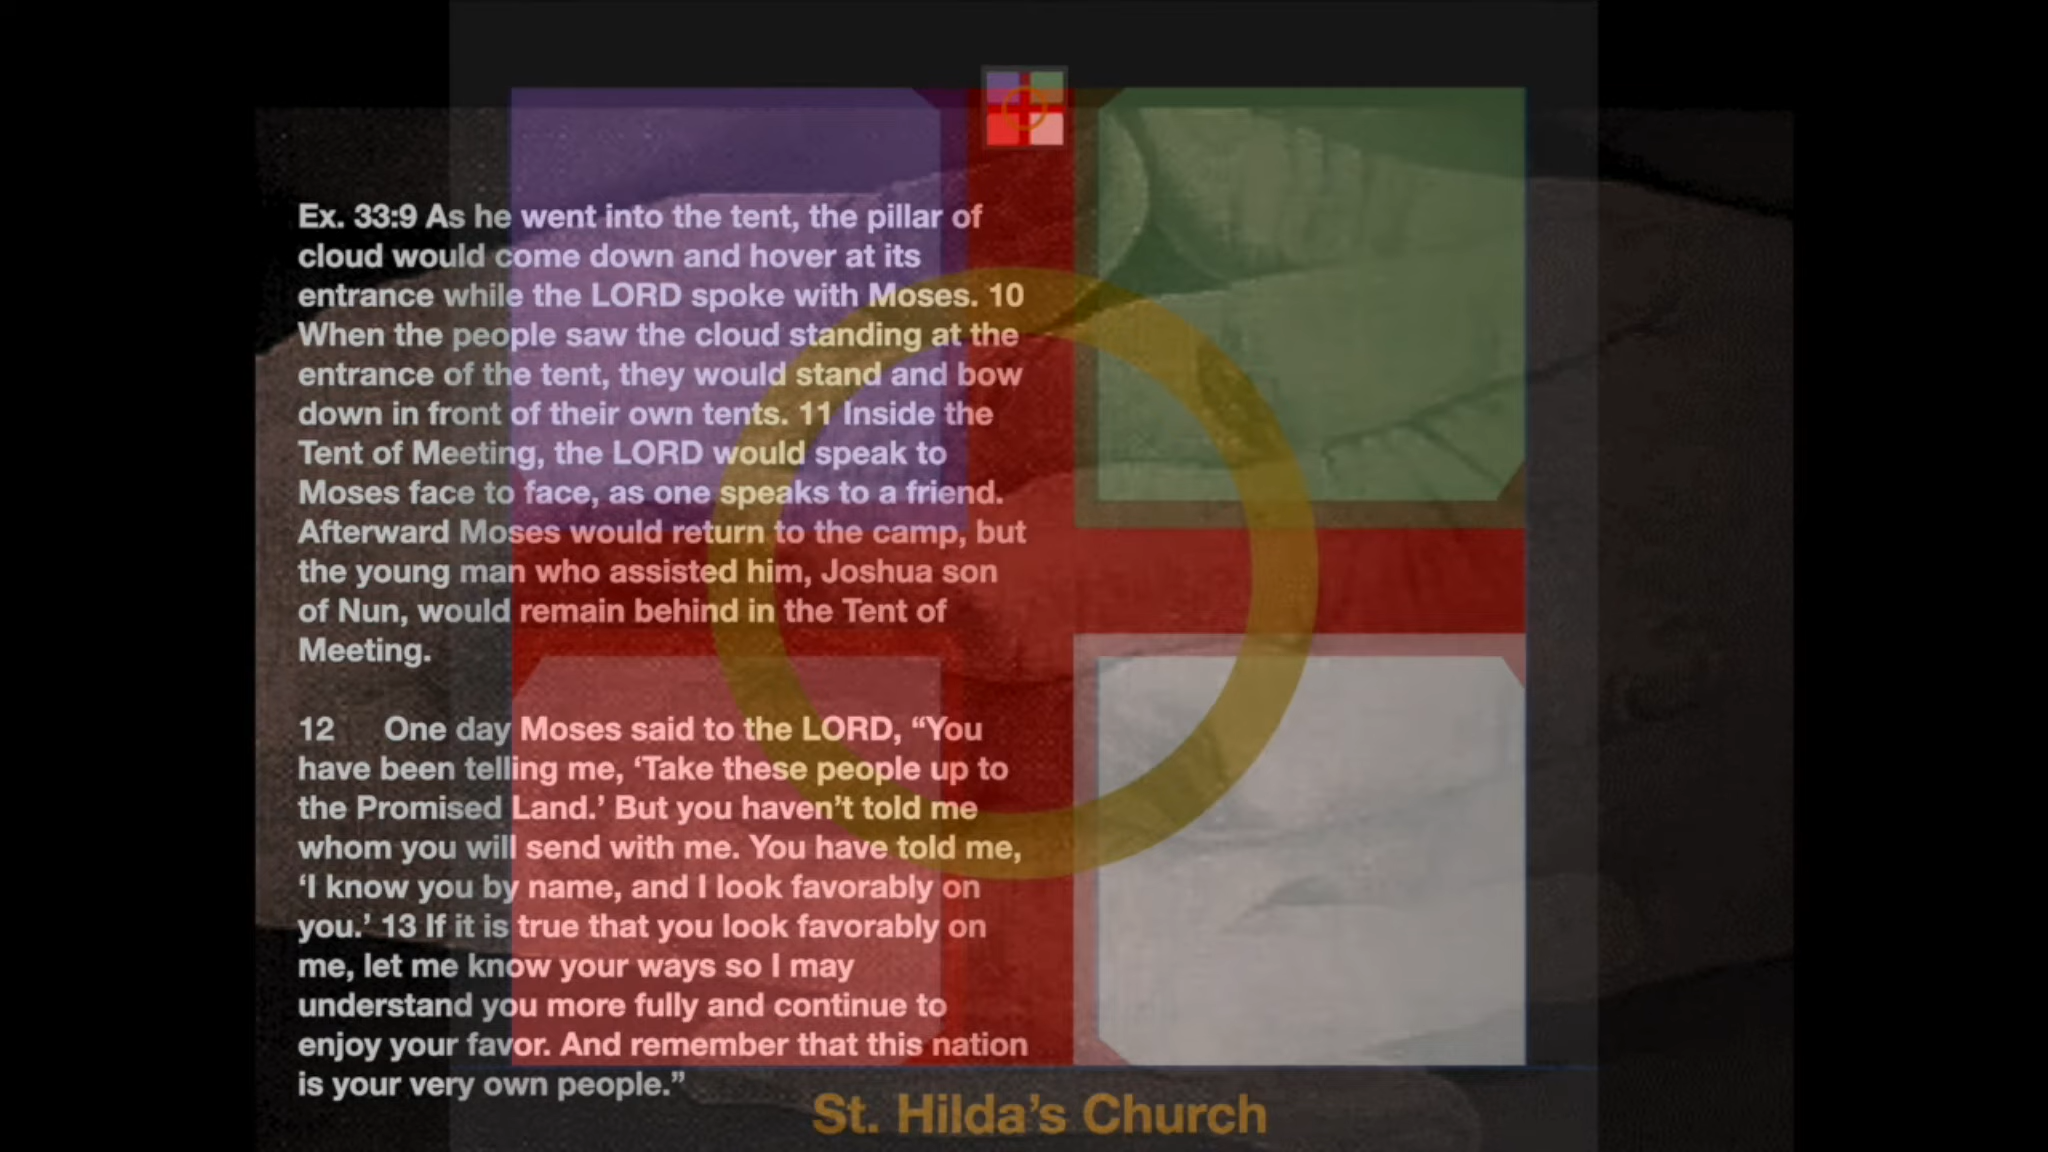 Ex. 33:9 As he went into the tent, the pillar of
cloud would come down and hover at its
entrance while the LORD spoke with Moses. 10
When the people saw the cloud standing at the
entrance of the tent, they would stand and bow
down in front of their own tents. 11 Inside the
Tent of Meeting, the LORD would speak to
Moses face to face, as one speaks to a friend.
Afterward Moses would return to the camp, but
the young man who assisted him, Joshua son
of Nun, would remain behind in the Tent of
Meeting.
12 One day Moses said to the LORD, “You
have been telling me, ‘Take these people up to
the Promised Land.’ But you haven’t told me
whom you will send with me. You have told me,
‘I know you by name, and I look favorably on
you.’ 13 If it is true that you look favorably on
me, let me know your ways so I may
understand you more fully and continue to
enjoy your favor. And remember that this nation
is your very own people.”
St. Hilda’s Church